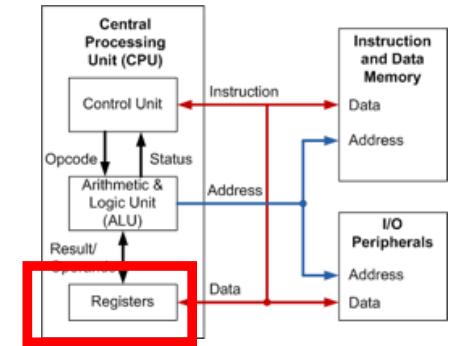 Central
Processing
Unit (CPU)
Control Unit
Opcode
Status
Arithmetic &
Logic Unit
(ALU)
Result/
Registers
Instruction
Address
Data
Instruction
and Data
Memory
Data
Address
I/O
Peripherals
Address
Data